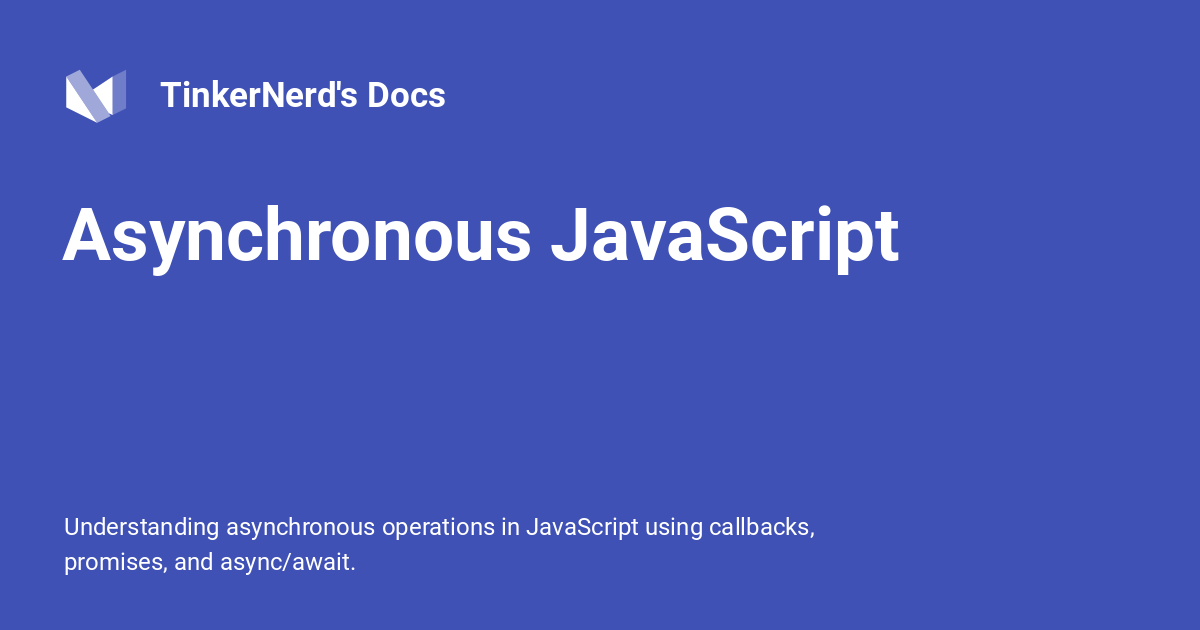 TinkerNerd's Docs
Asynchronous JavaScript
Understanding asynchronous operations in JavaScript using callbacks,
promises, and async/await.